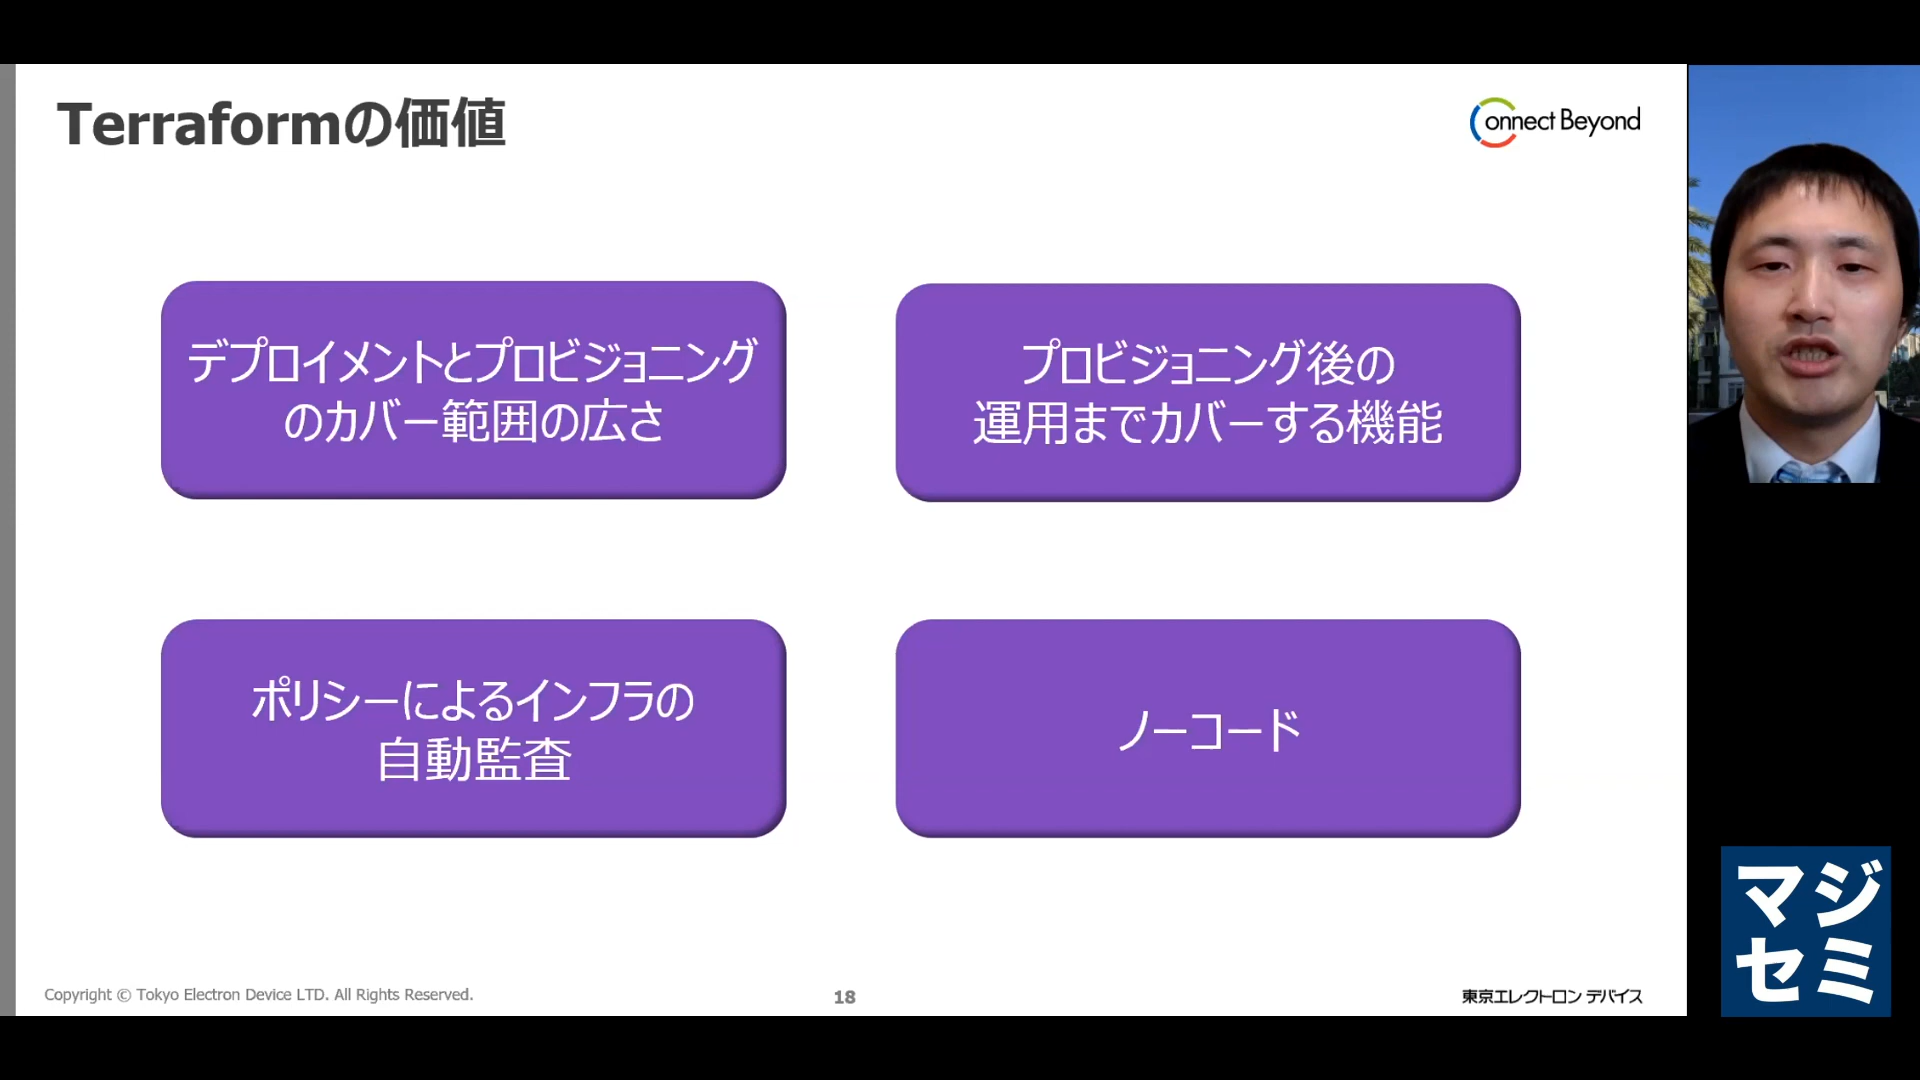 Terraformの価値
Connect Beyond
デプロイメントとプロビジョニング
のカバー範囲の広さ
プロビジョニング後の
運用までカバーする機能
ポリシーによるインフラの
自動監査
ノーコード
Copyright © Tokyo Electron Device LTD. All Rights Reserved.
18
東京エレクトロン デバイス
マジ
セミ